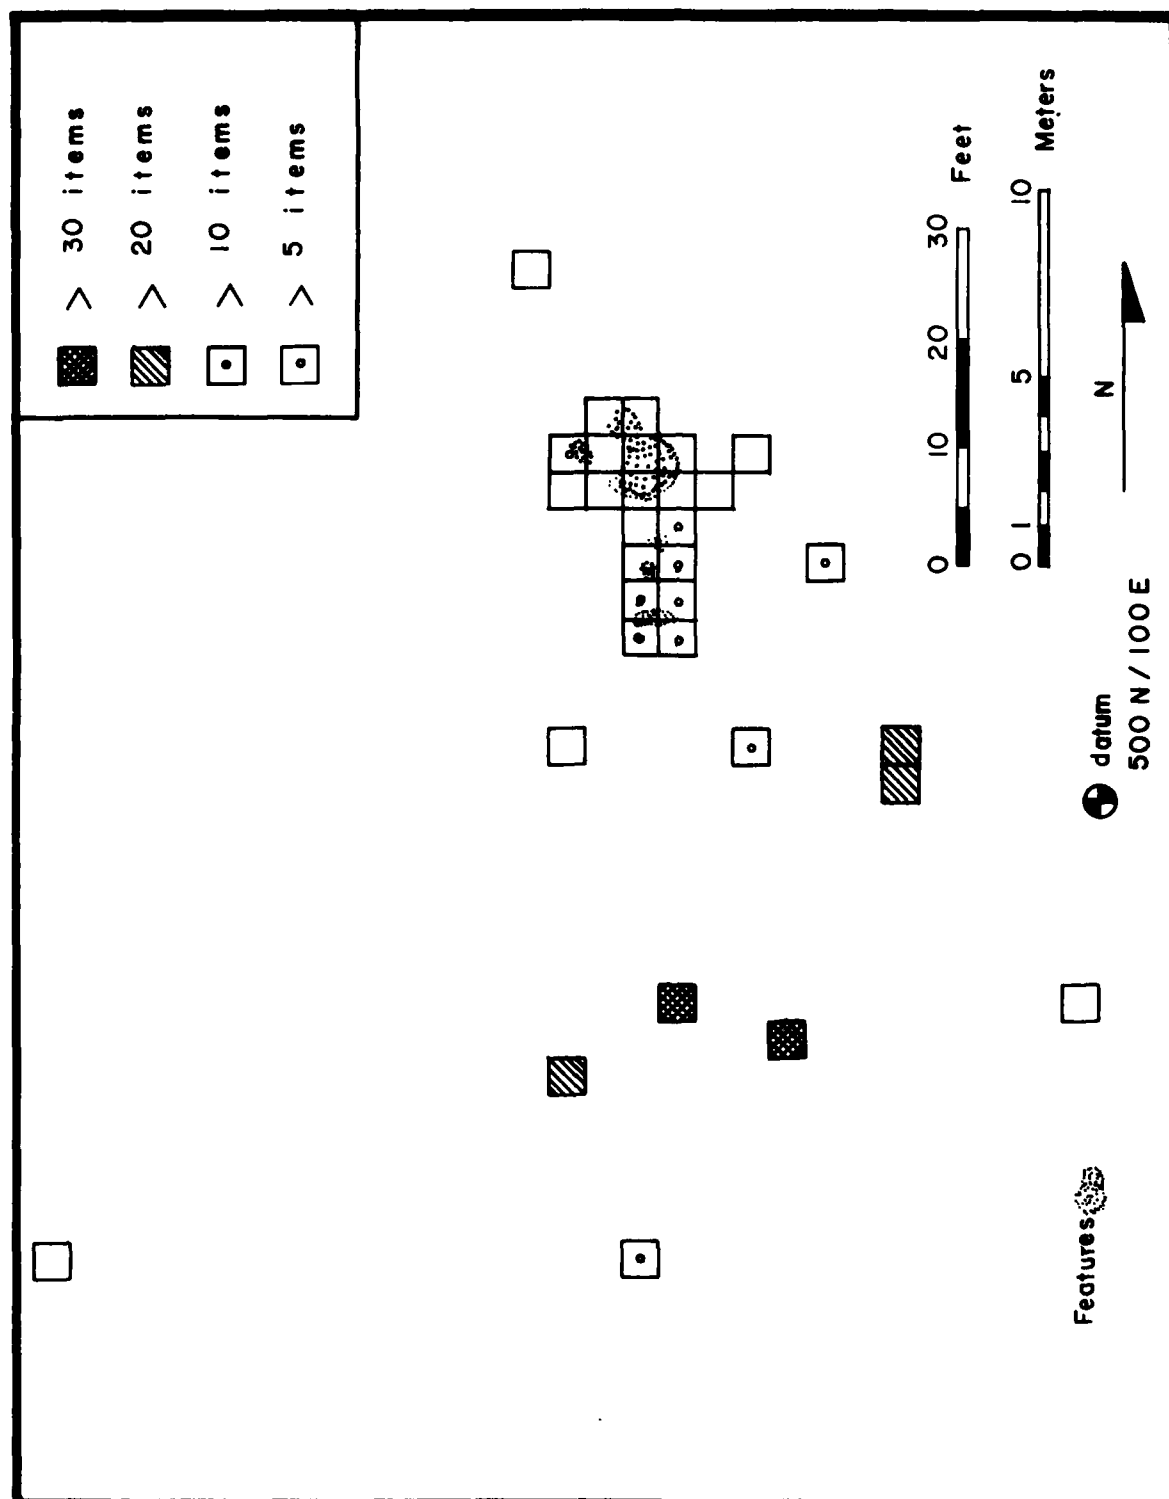 > 30 items
> 20 items
> 10 items
> 5 items
0 10 20 30 Feet
0 1 5 10 Meters
N
datum
500 N / 100 E
Features